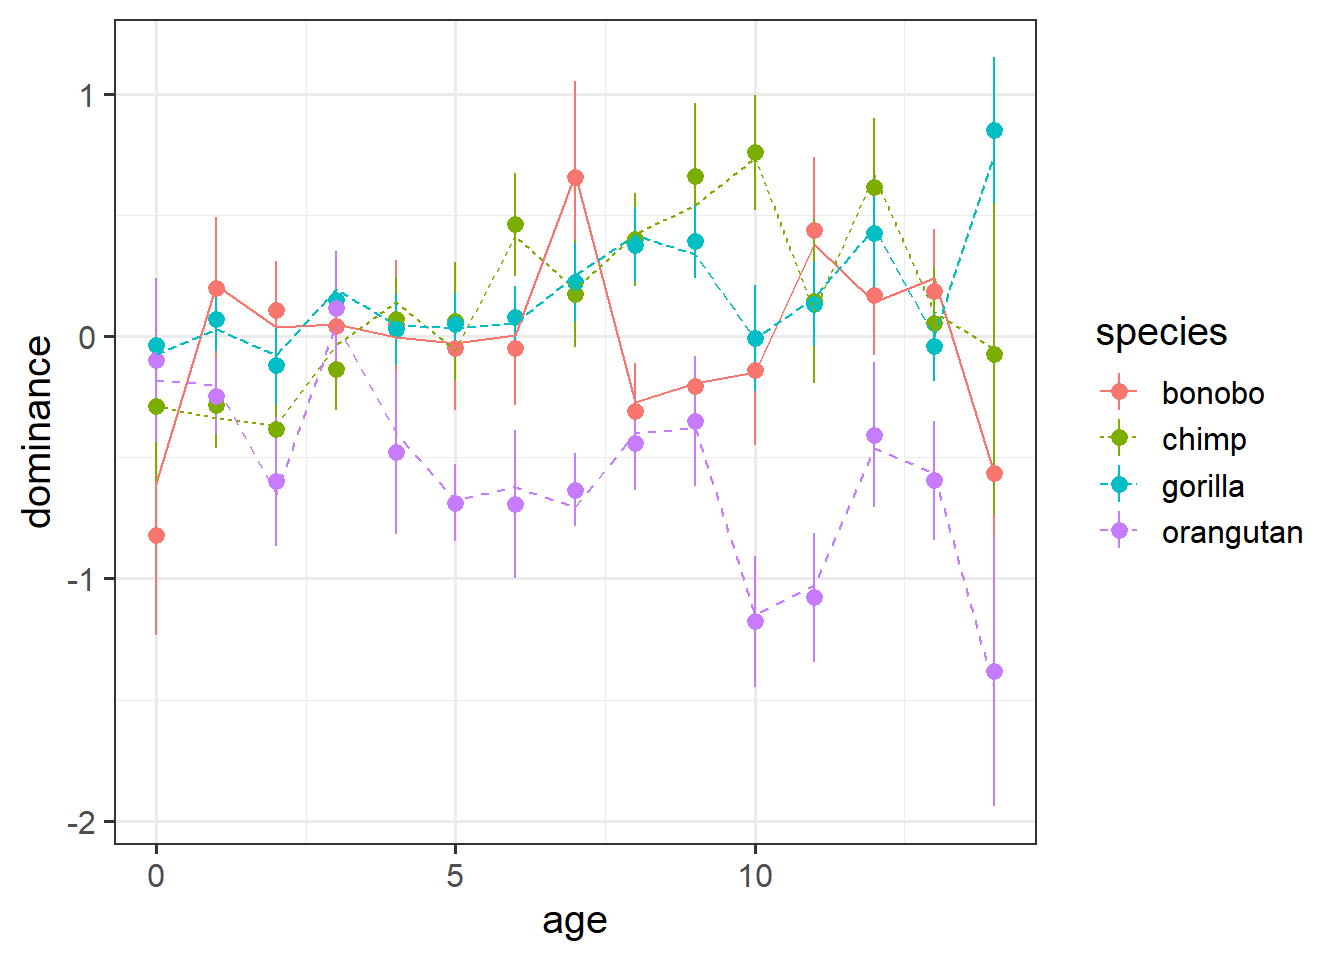 1
0
-1
-2
dominance
0
5
10
age
species
bonobo
chimp
gorilla
orangutan